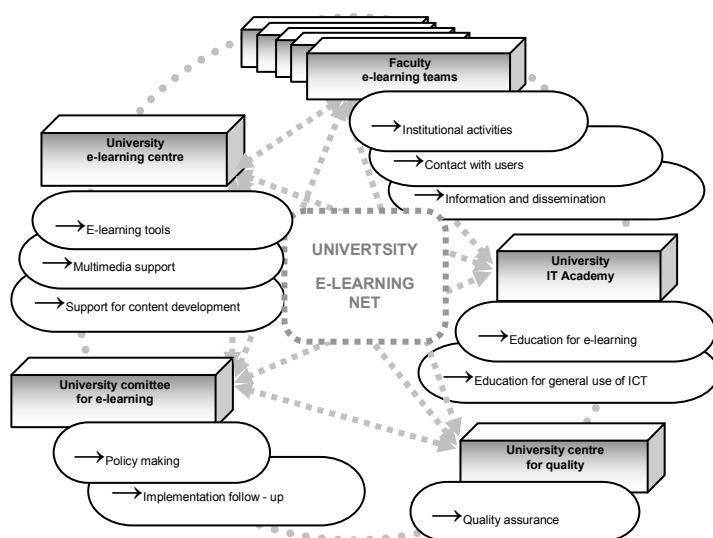 Faculty
e-learning teams
→Institutional activities
→Contact with users
→Information and dissemination
University
e-learning centre
→E-learning tools
→Multimedia support
→Support for content development
UNIVERTSITY
E-LEARNING
NET
University
IT Academy
→Education for e-learning
→Education for general use of ICT
University comittee
for e-learning
→Policy making
→Implementation follow - up
University centre
for quality
→Quality assurance